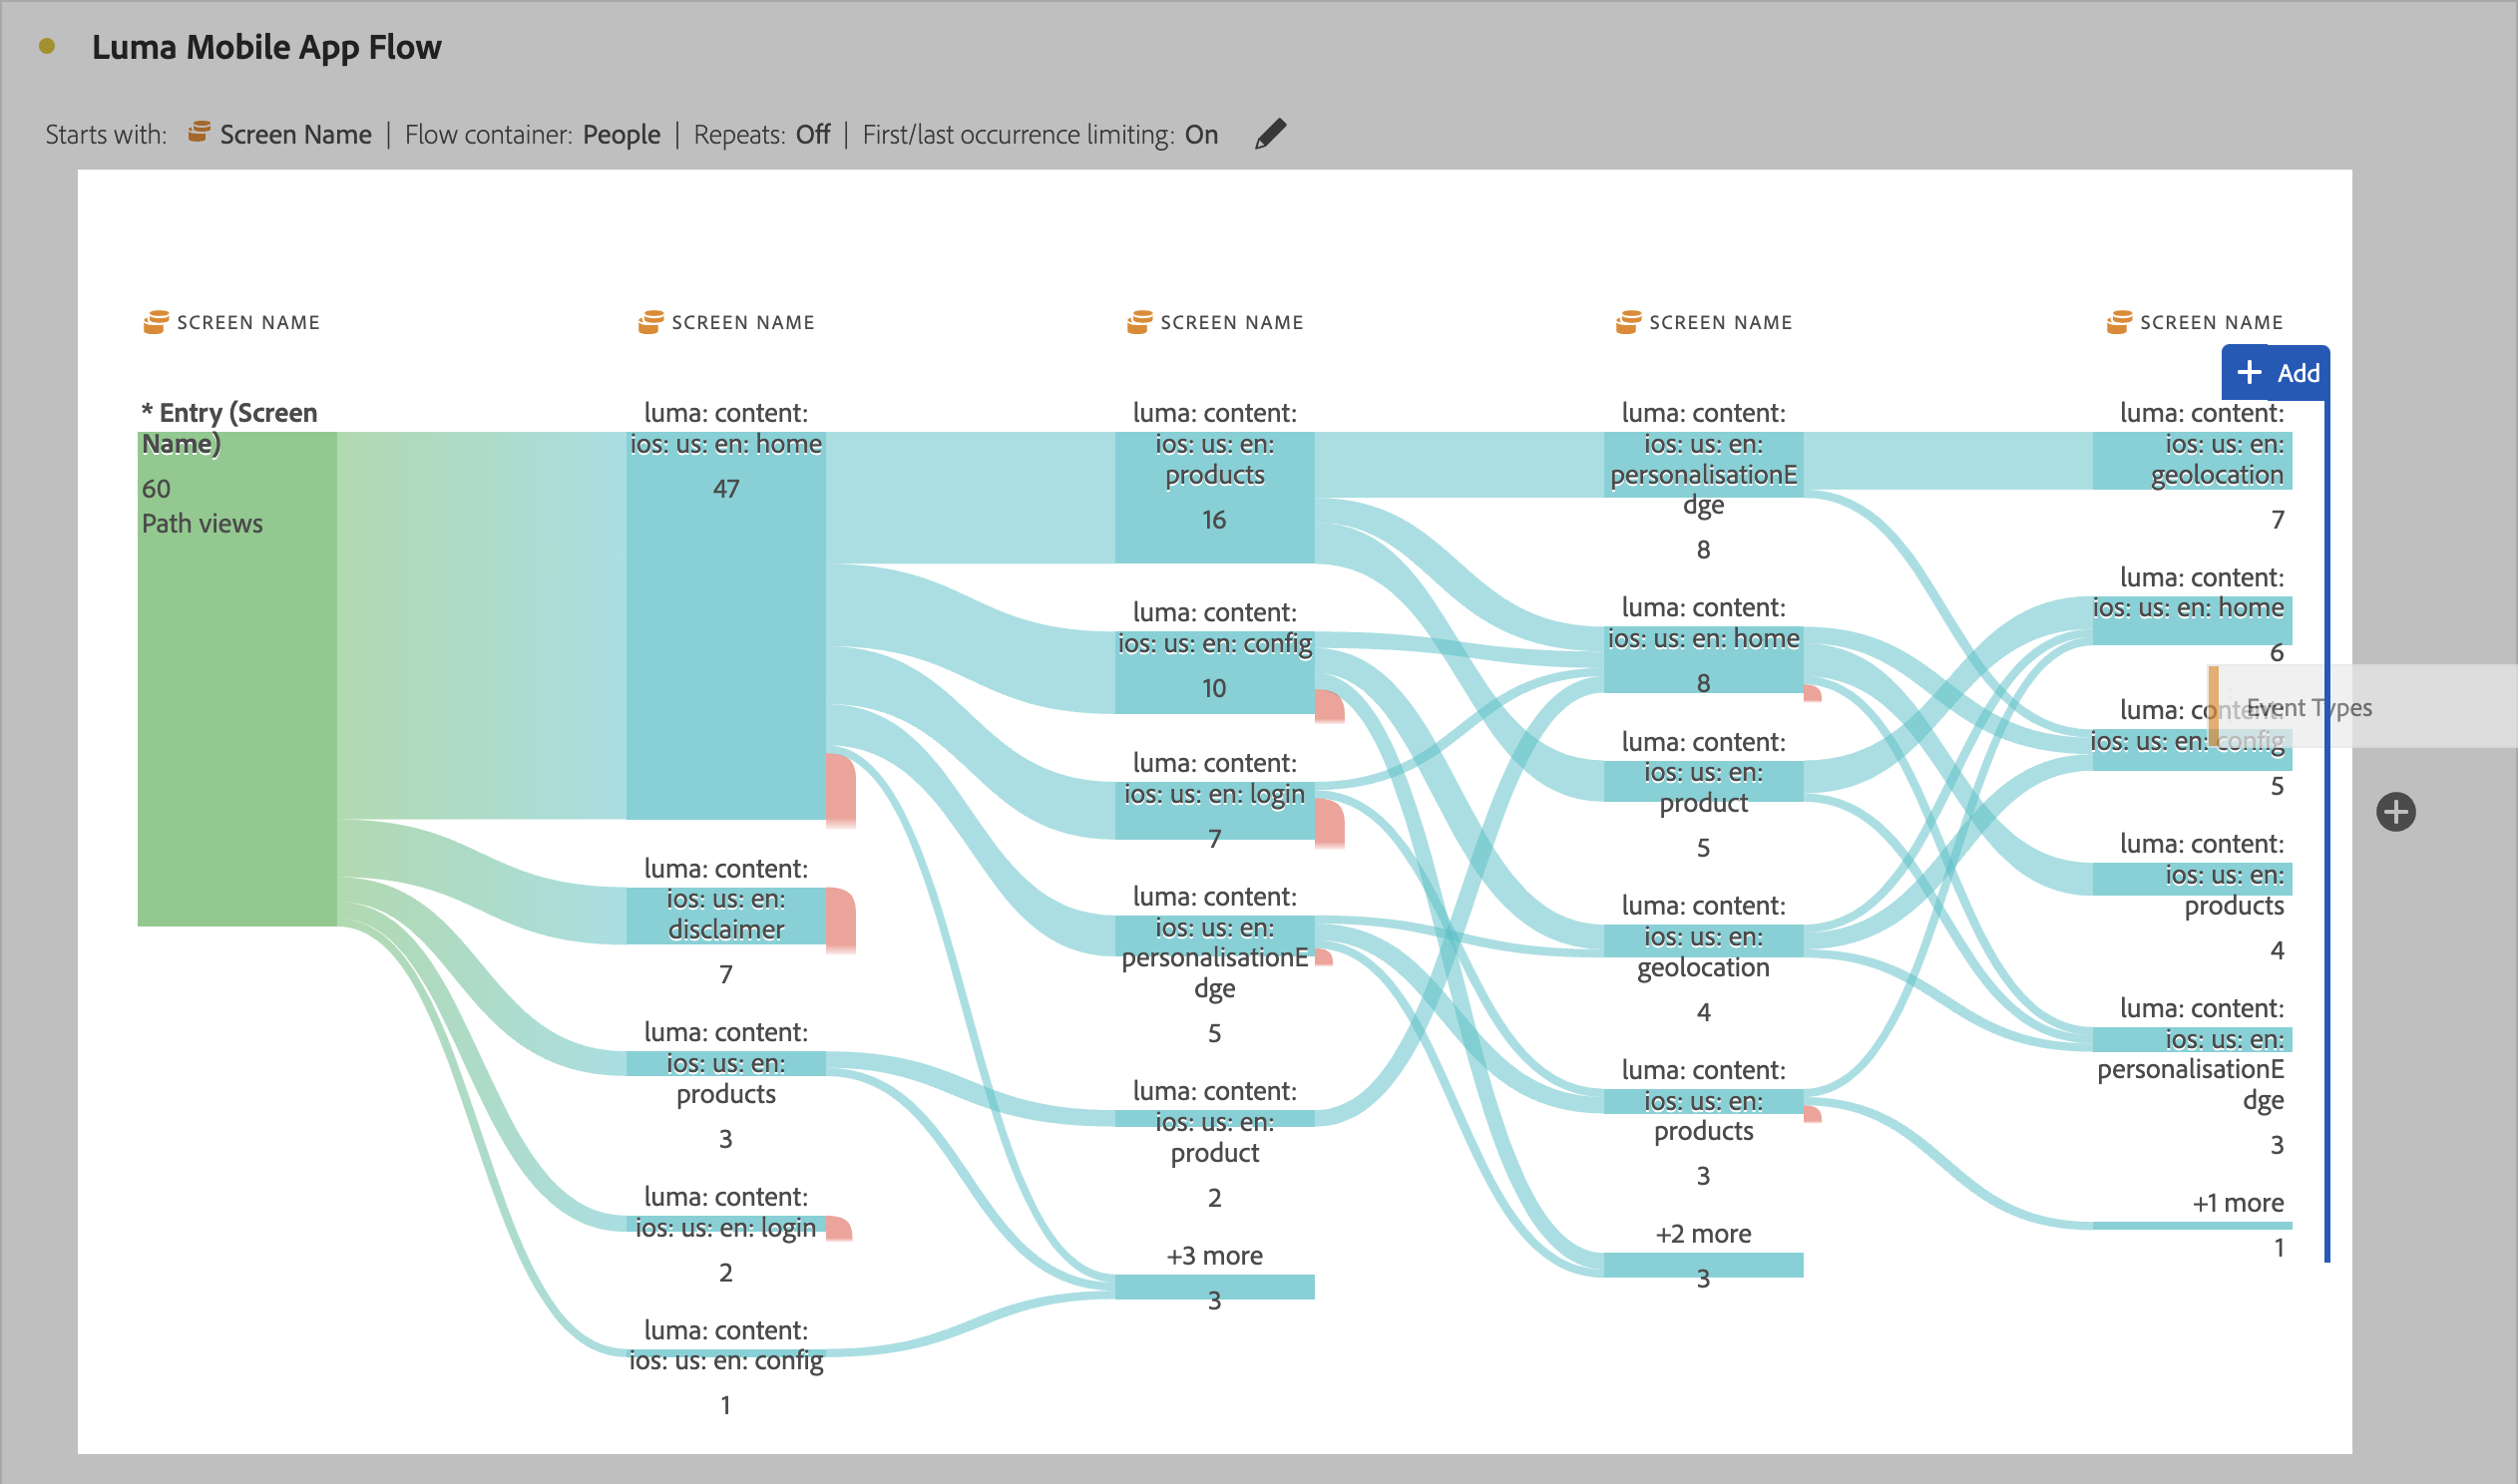 Luma Mobile App Flow
Starts with: Screen Name | Flow container: People | Repeats: Off | First/last occurrence limiting: On
SCREEN NAME
SCREEN NAME
SCREEN NAME
SCREEN NAME
SCREEN NAME
Add
* Entry (Screen
Name)
60
Path views
luma: content:
ios: us: en: home
47
luma: content:
ios: us: en:
disclaimer
7
luma: content:
ios: us: en:
products
3
luma: content:
ios: us: en: login
2
luma: content:
ios: us: en: config
1
luma: content:
ios: us: en:
products
16
luma: content:
ios: us: en: config
10
luma: content:
ios: us: en: login
7
luma: content:
ios: us: en:
personalisationE
dge
5
luma: content:
ios: us: en:
product
2
+3 more
3
luma: content:
ios: us: en:
personalisationE
dge
8
luma: content:
ios: us: en: home
8
luma: content:
ios: us: en:
product
5
luma: content:
ios: us: en:
geolocation
4
luma: content:
ios: us: en:
products
3
+2 more
3
luma: content:
ios: us: en:
geolocation
7
luma: content:
ios: us: en: home
6
luma: content:
ios: us: en: config
5
Event Types
luma: content:
ios: us: en:
products
4
luma: content:
ios: us: en:
personalisationE
dge
3
+1 more
1